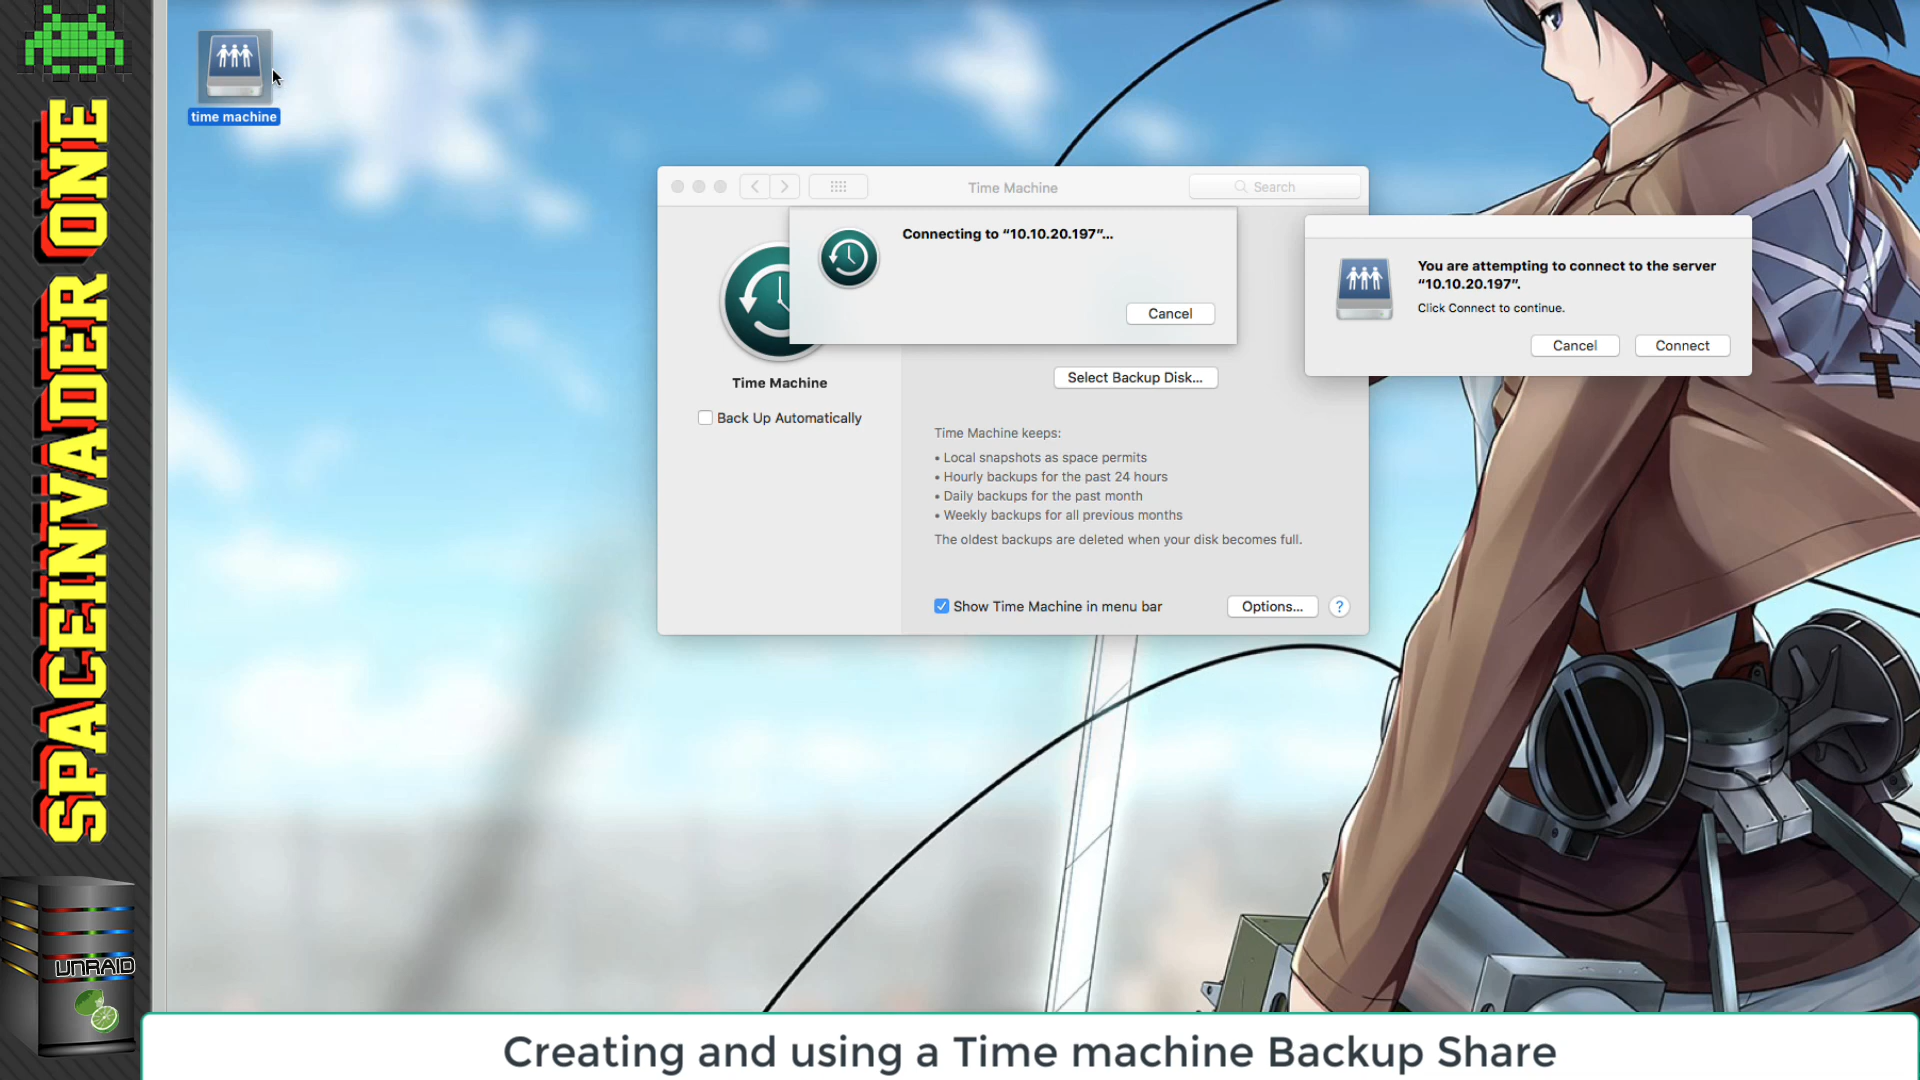 SPACEINVADER ONE
UNRAID
time machine
Time Machine
Search
Connecting to “10.10.20.197”...
Cancel
You are attempting to connect to the server
“10.10.20.197”.
Click Connect to continue.
Cancel
Connect
Select Backup Disk...
Time Machine
Back Up Automatically
Time Machine keeps:
• Local snapshots as space permits
• Hourly backups for the past 24 hours
• Daily backups for the past month
• Weekly backups for all previous months
The oldest backups are deleted when your disk becomes full.
Show Time Machine in menu bar
Options...
?
Creating and using a Time machine Backup Share